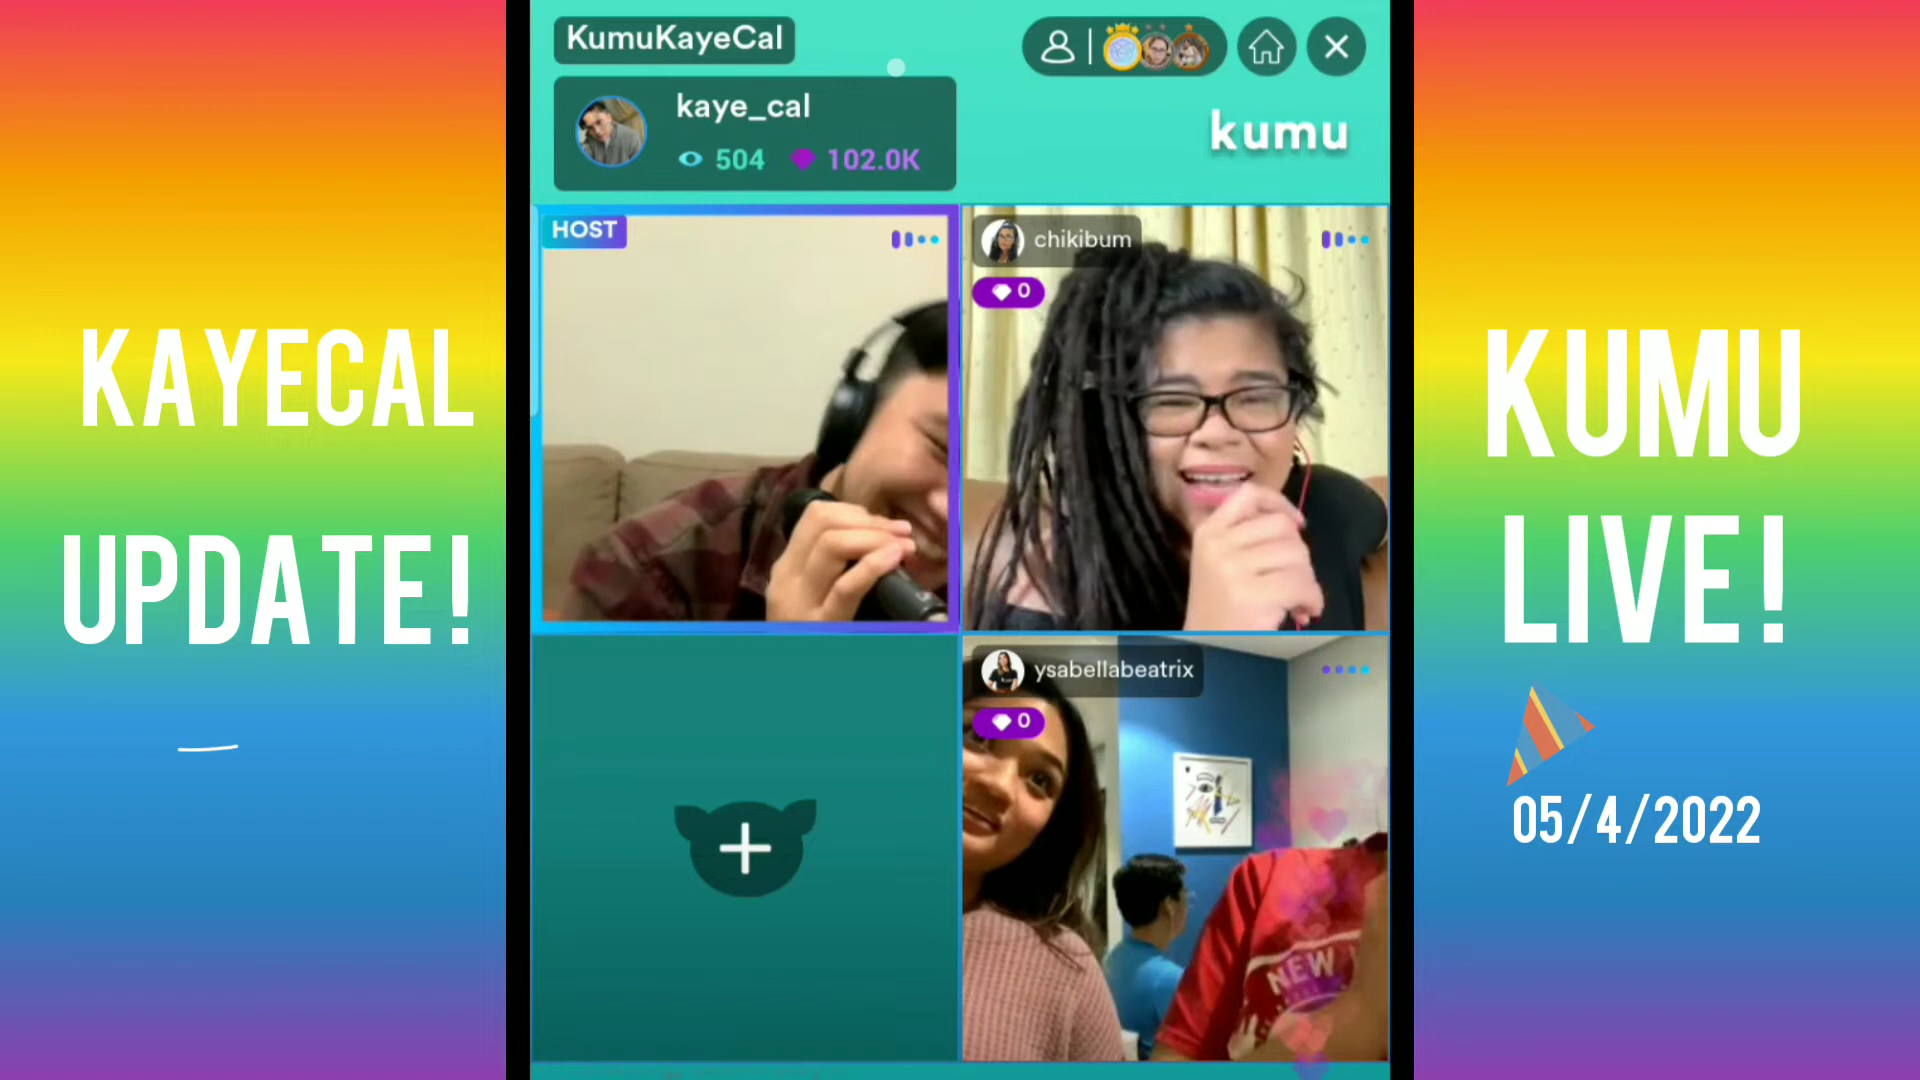 KAYECAL
UPDATE!
KumuKayeCal
kaye_cal
504 102.0K
kumu
HOST
chikibum
0
ysabellabeatrix
0
NEW
KUMU
LIVE!
05/4/2022